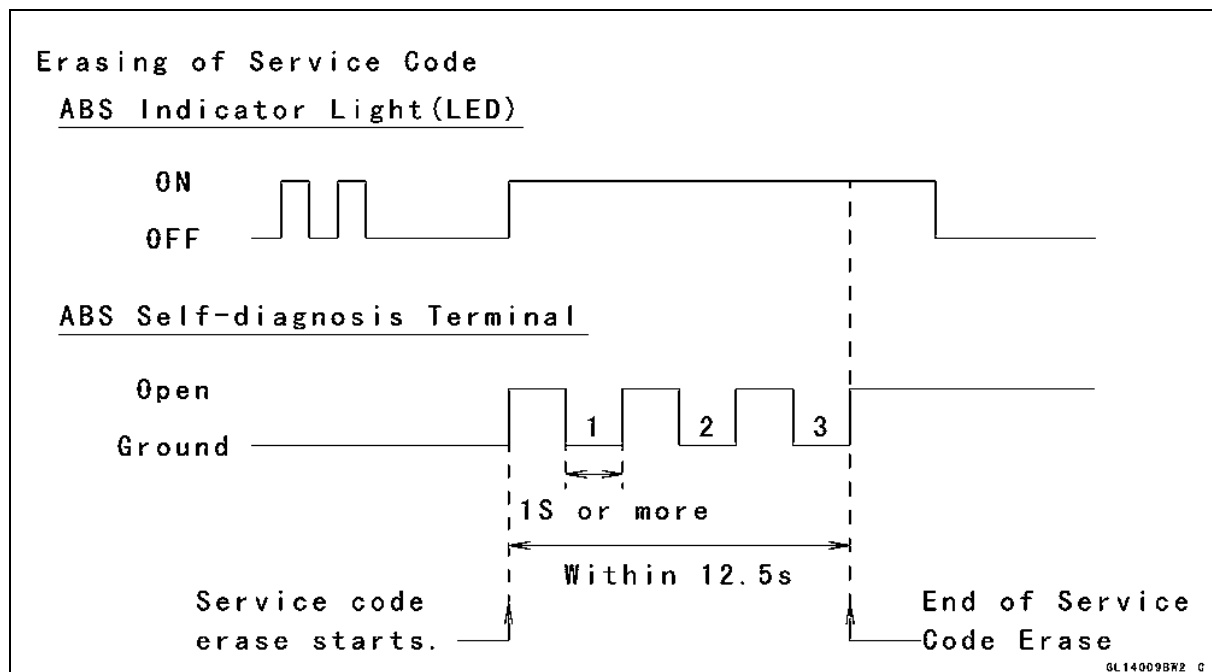 Erasing of Service Code
ABS Indicator Light(LED)
ON
OFF
ABS Self-diagnosis Terminal
Open
Ground
1
2
3
1S or more
Within 12.5s
Service code
erase starts.
End of Service
Code Erase
GL14009BW2 C